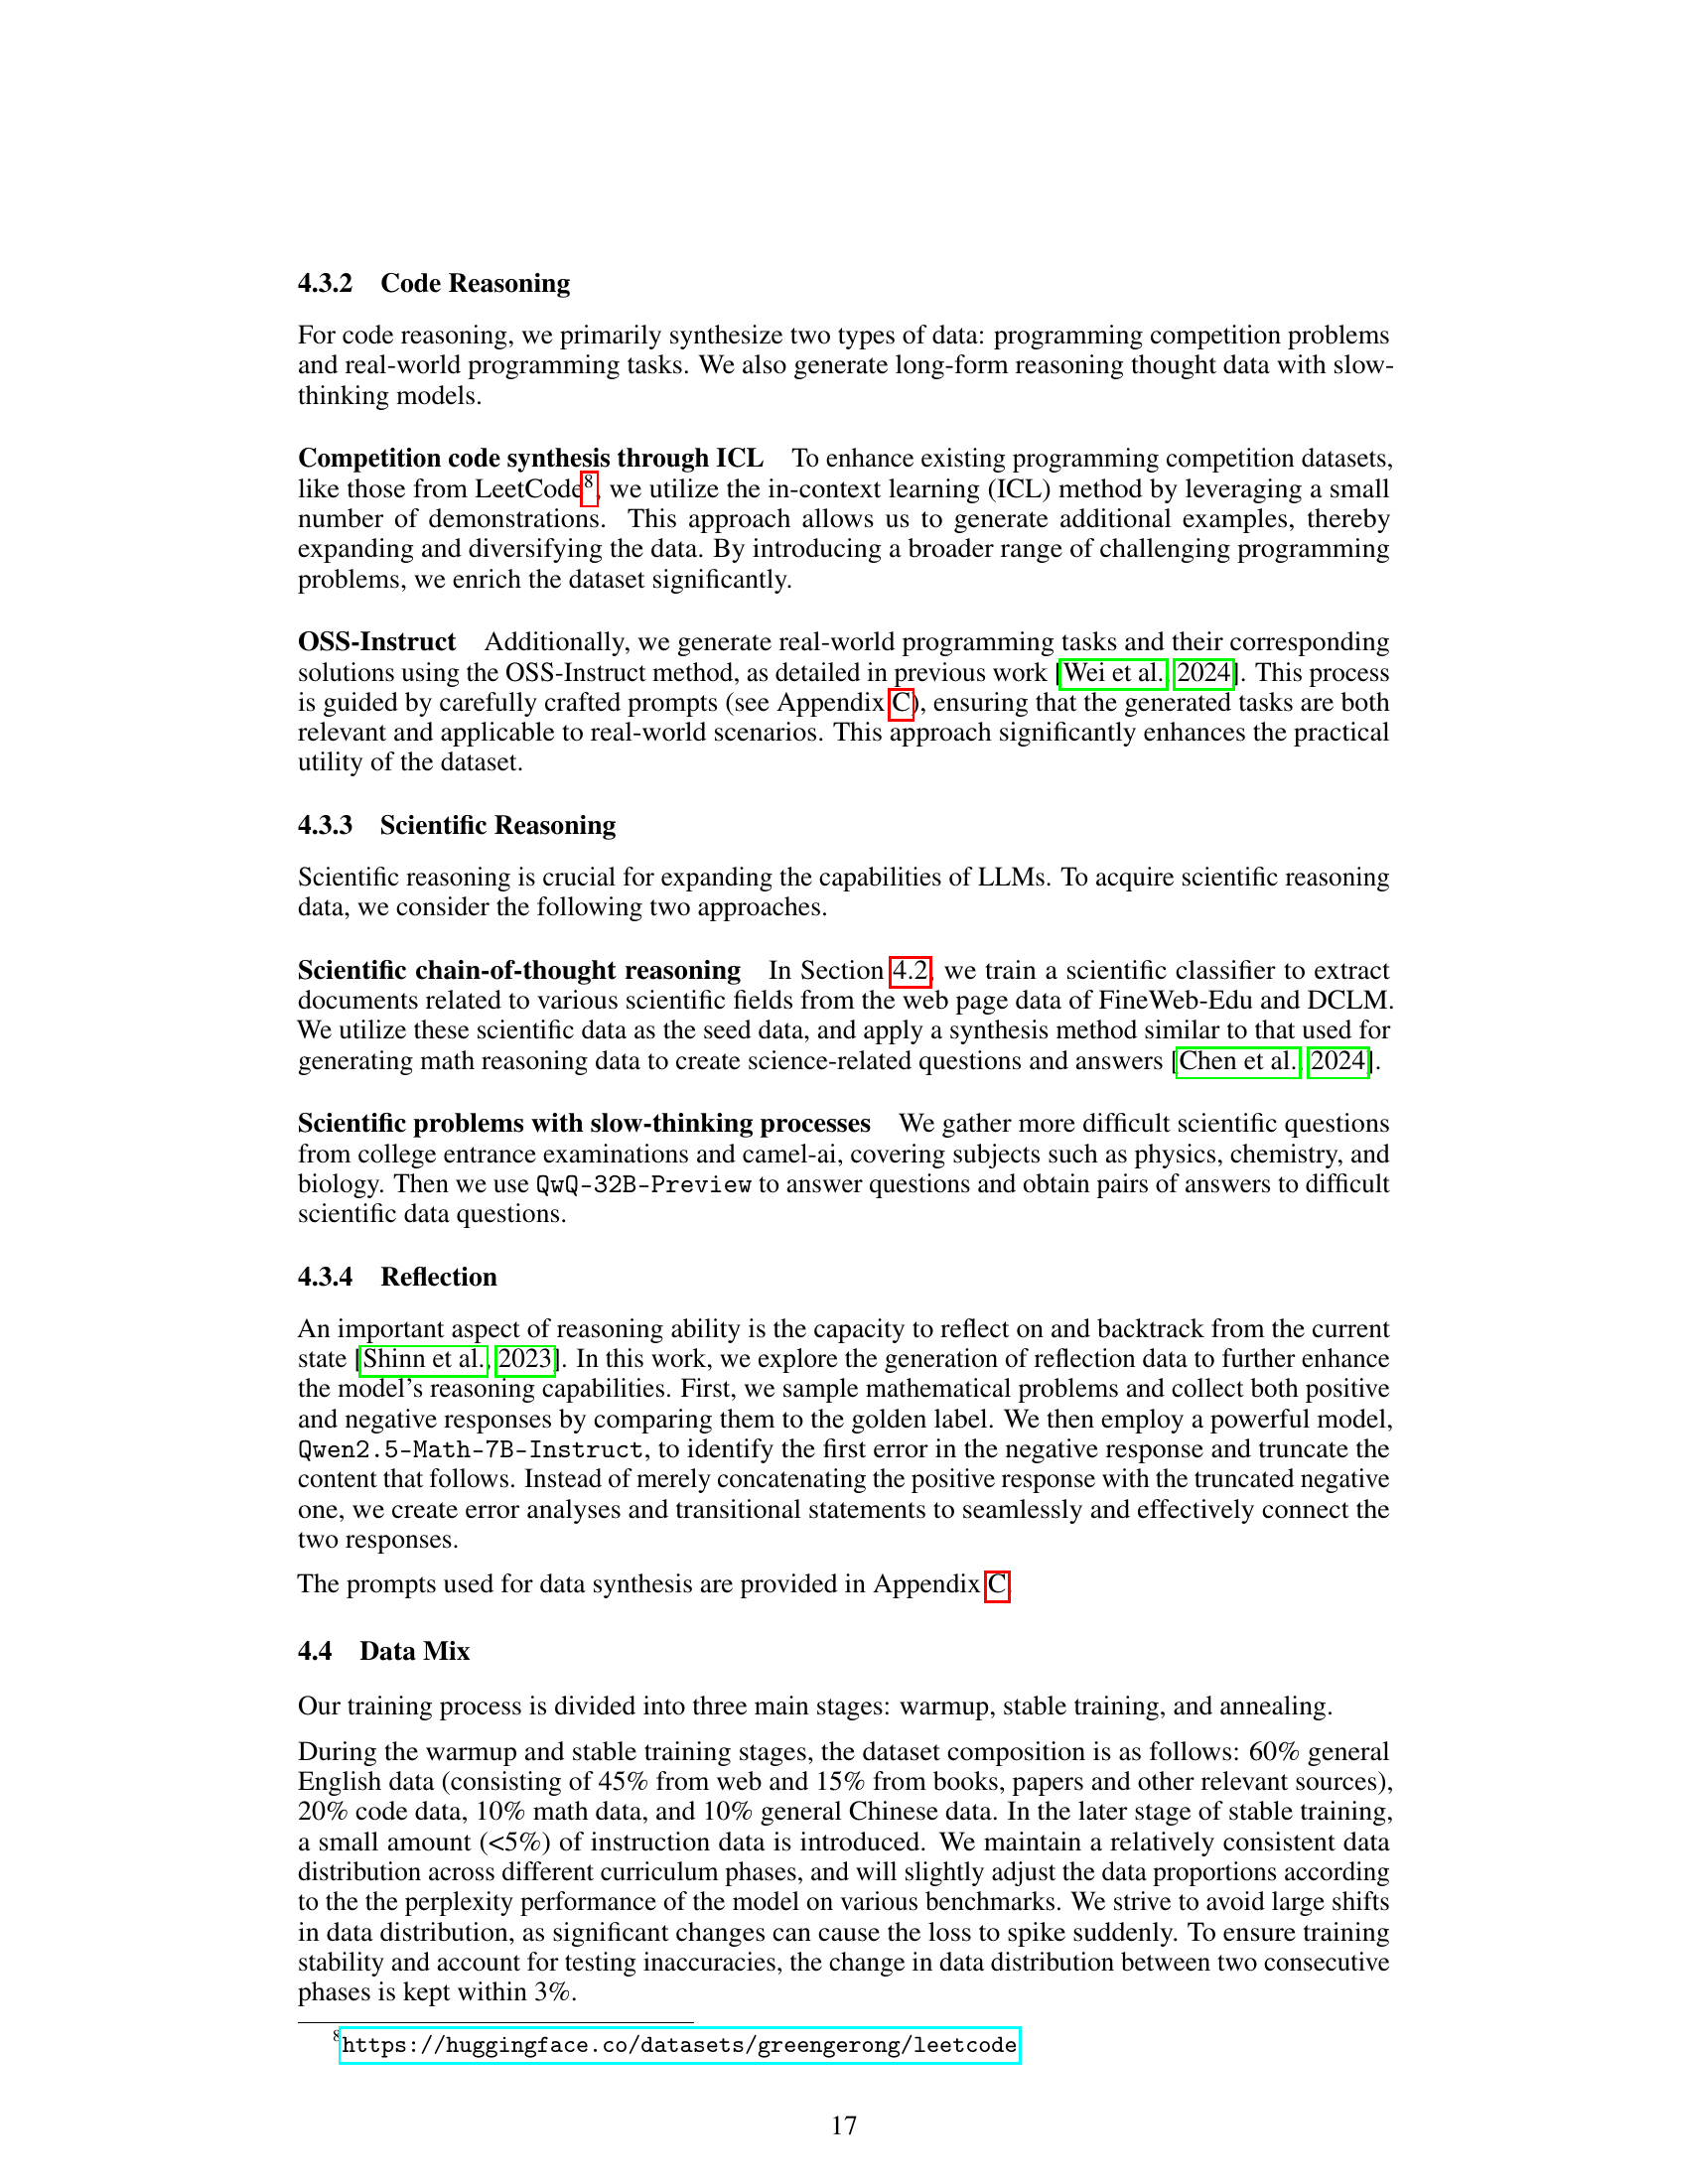 4.3.2 Code Reasoning
For code reasoning, we primarily synthesize two types of data: programming competition problems
and real-world programming tasks. We also generate long-form reasoning thought data with slow-
thinking models.
Competition code synthesis through ICL To enhance existing programming competition datasets,
like those from LeetCode8, we utilize the in-context learning (ICL) method by leveraging a small
number of demonstrations. This approach allows us to generate additional examples, thereby
expanding and diversifying the data. By introducing a broader range of challenging programming
problems, we enrich the dataset significantly.
OSS-Instruct Additionally, we generate real-world programming tasks and their corresponding
solutions using the OSS-Instruct method, as detailed in previous work [Wei et al., 2024]. This process
is guided by carefully crafted prompts (see Appendix C), ensuring that the generated tasks are both
relevant and applicable to real-world scenarios. This approach significantly enhances the practical
utility of the dataset.
4.3.3 Scientific Reasoning
Scientific reasoning is crucial for expanding the capabilities of LLMs. To acquire scientific reasoning
data, we consider the following two approaches.
Scientific chain-of-thought reasoning In Section 4.2, we train a scientific classifier to extract
documents related to various scientific fields from the web page data of FineWeb-Edu and DCLM.
We utilize these scientific data as the seed data, and apply a synthesis method similar to that used for
generating math reasoning data to create science-related questions and answers [Chen et al., 2024].
Scientific problems with slow-thinking processes We gather more difficult scientific questions
from college entrance examinations and camel-ai, covering subjects such as physics, chemistry, and
biology. Then we use QwQ-32B-Preview to answer questions and obtain pairs of answers to difficult
scientific data questions.
4.3.4 Reflection
An important aspect of reasoning ability is the capacity to reflect on and backtrack from the current
state [Shinn et al., 2023]. In this work, we explore the generation of reflection data to further enhance
the model's reasoning capabilities. First, we sample mathematical problems and collect both positive
and negative responses by comparing them to the golden label. We then employ a powerful model,
Qwen2.5-Math-7B-Instruct, to identify the first error in the negative response and truncate the
content that follows. Instead of merely concatenating the positive response with the truncated negative
one, we create error analyses and transitional statements to seamlessly and effectively connect the
two responses.
The prompts used for data synthesis are provided in Appendix C.
4.4 Data Mix
Our training process is divided into three main stages: warmup, stable training, and annealing.
During the warmup and stable training stages, the dataset composition is as follows: 60% general
English data (consisting of 45% from web and 15% from books, papers and other relevant sources),
20% code data, 10% math data, and 10% general Chinese data. In the later stage of stable training,
a small amount (<5%) of instruction data is introduced. We maintain a relatively consistent data
distribution across different curriculum phases, and will slightly adjust the data proportions according
to the the perplexity performance of the model on various benchmarks. We strive to avoid large shifts
in data distribution, as significant changes can cause the loss to spike suddenly. To ensure training
stability and account for testing inaccuracies, the change in data distribution between two consecutive
phases is kept within 3%.
8https://huggingface.co/datasets/greengerong/leetcode
17